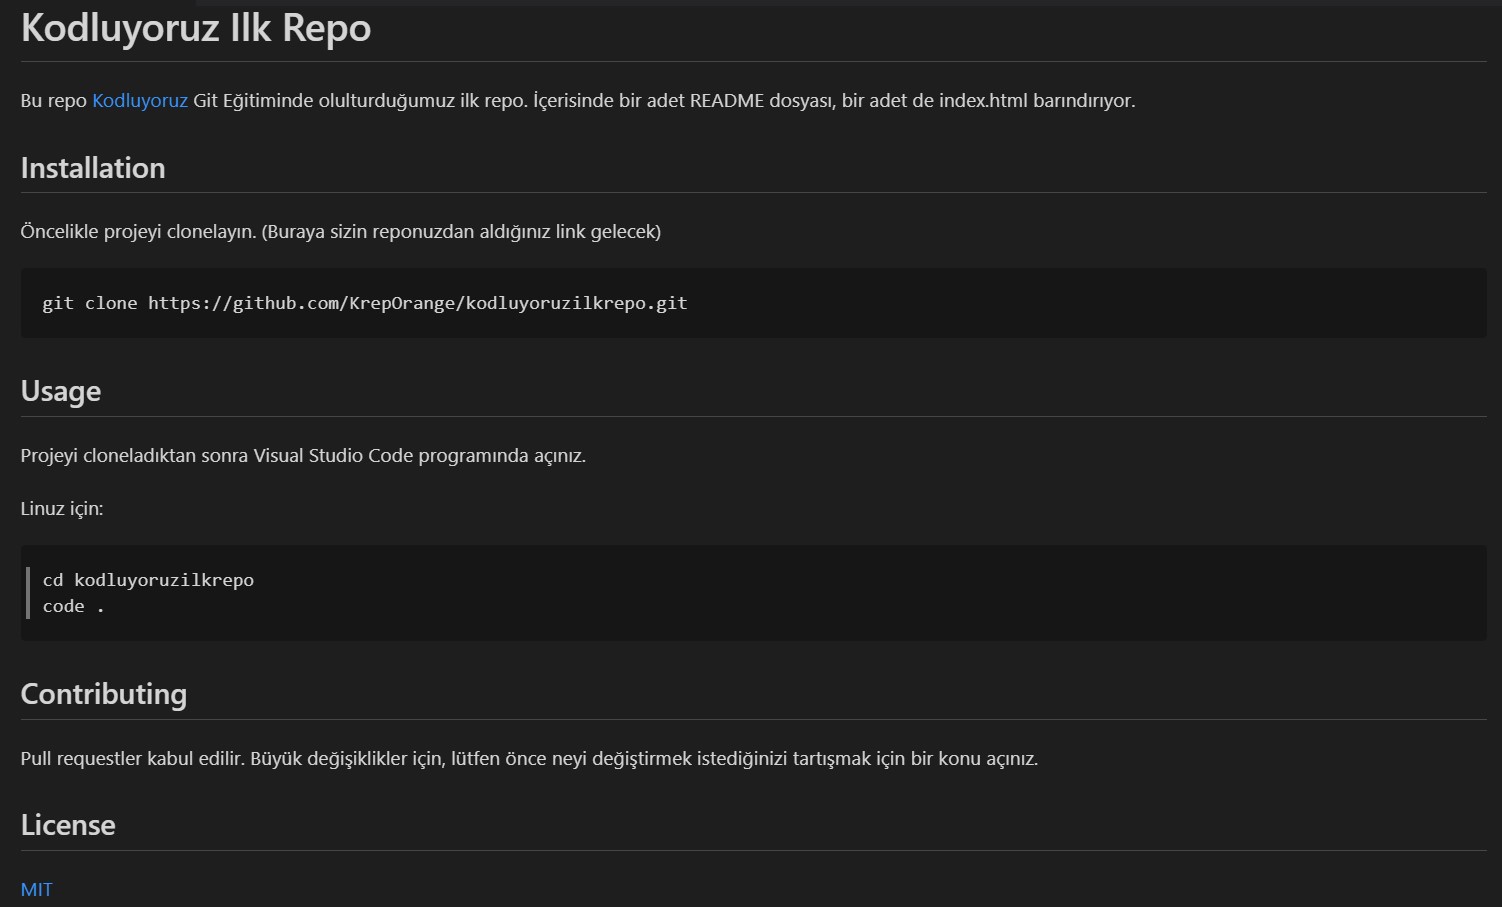 Kodluyoruz Ilk Repo
Bu repo Kodluyoruz Git Eğitiminde olulturduğumuz ilk repo. İçerisinde bir adet README dosyası, bir adet de index.html barındırıyor.
Installation
Öncelikle projeyi clonelayın. (Buraya sizin reponuzdan aldığınız link gelecek)
git clone https://github.com/KrepOrange/kodluyoruzilkrepo.git
Usage
Projeyi cloneladıktan sonra Visual Studio Code programında açınız.
Linuz için:
cd kodluyoruzilkrepo
code .
Contributing
Pull requestler kabul edilir. Büyük değişiklikler için, lütfen önce neyi değiştirmek istediğinizi tartışmak için bir konu açınız.
License
MIT